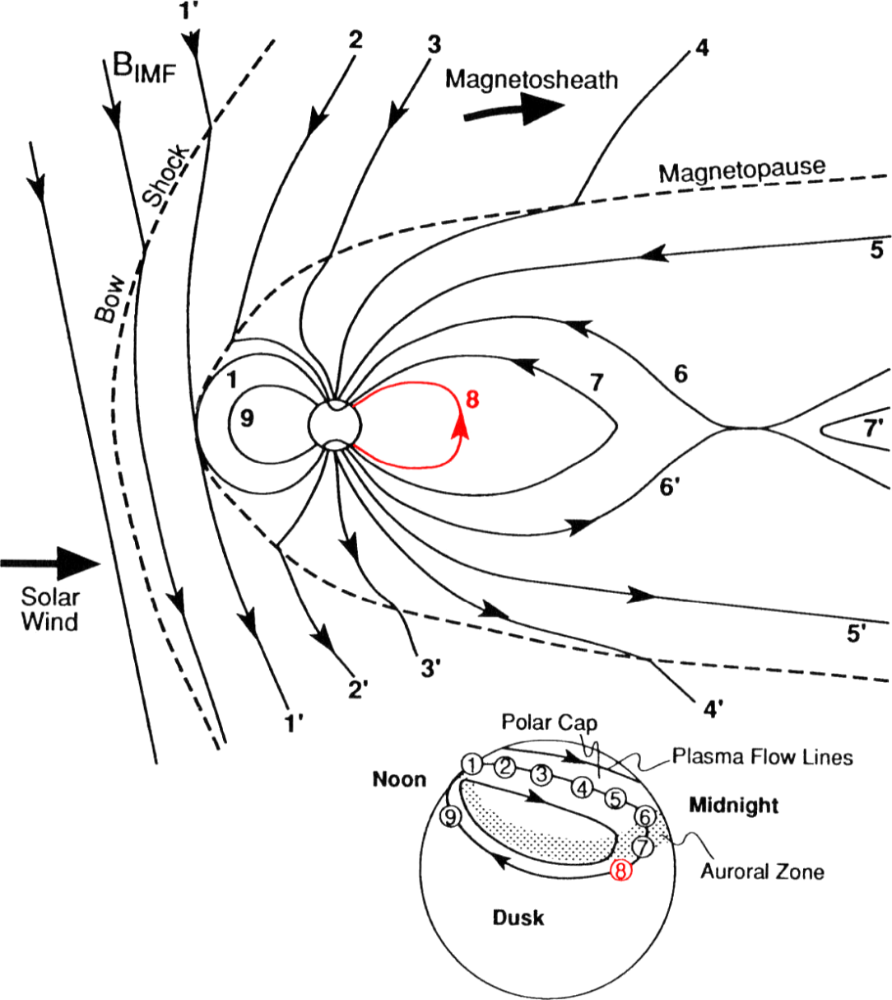 1'
2
3
4
BIMF
Magnetosheath
Shock
Magnetopause
5
Bow
6
1
7
8
9
7'
6'
Solar
Wind
5'
3'
2'
4'
1'
Polar Cap
Plasma Flow Lines
Noon
1
2
3
4
5
6
Midnight
9
7
8
Auroral Zone
Dusk